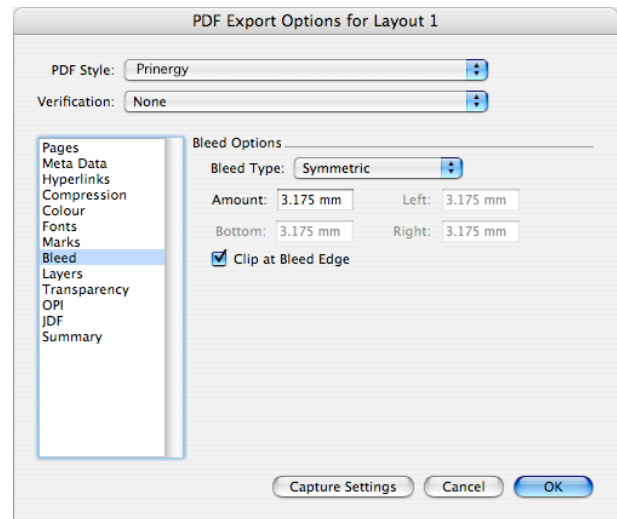 PDF Export Options for Layout 1
PDF Style: Prinergy
Verification: None
Pages
Meta Data
Hyperlinks
Compression
Colour
Fonts
Marks
Bleed
Layers
Transparency
OPI
JDF
Summary
Bleed Options
Bleed Type: Symmetric
Amount: 3.175 mm Left: 3.175 mm
Bottom: 3.175 mm Right: 3.175 mm
Clip at Bleed Edge
Capture Settings Cancel OK